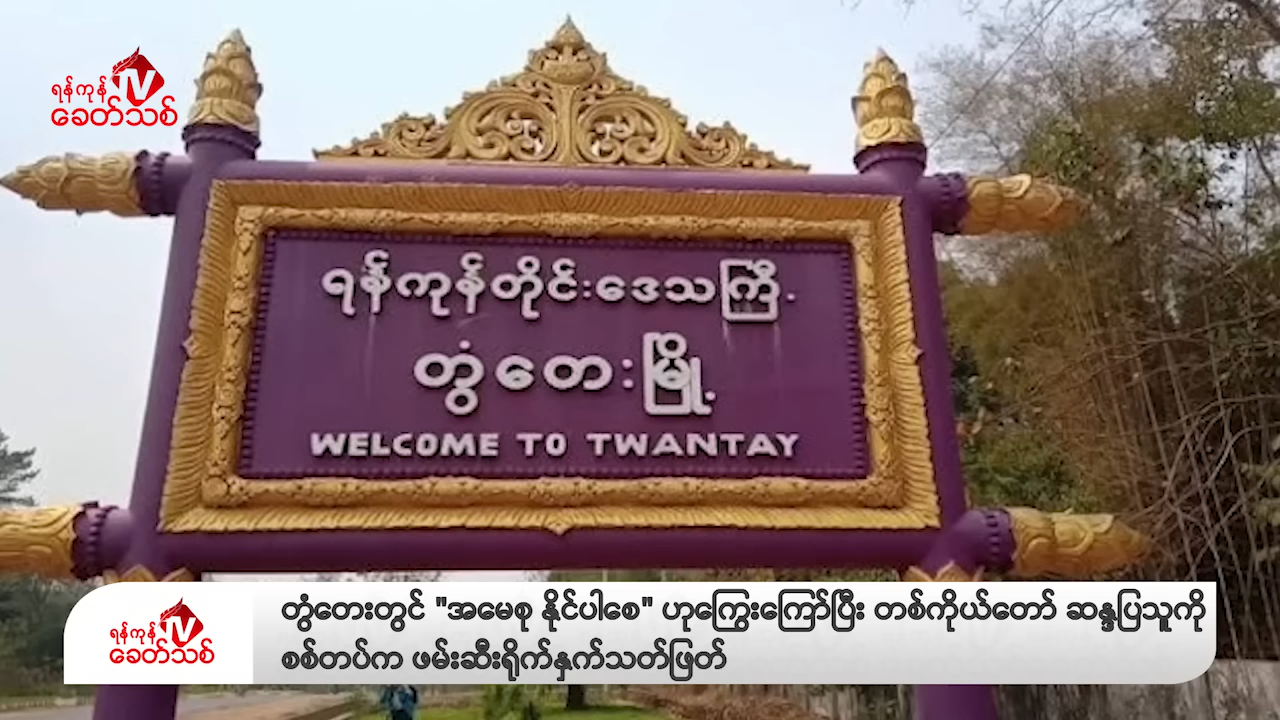 ရန်ကုန် TV
ခေတ်သစ်
ရန်ကုန်တိုင်းဒေသကြီး
တွံတေးမြို့
WELCOME TO TWANTAY
ရန်ကုန် TV
ခေတ်သစ်
တွံတေးတွင် "အမေစု နိုင်ပါစေ" ဟုကြွေးကြော်ပြီး တစ်ကိုယ်တော် ဆန္ဒပြသူကို
စစ်တပ်က ဖမ်းဆီးရိုက်နှက်သတ်ဖြတ်